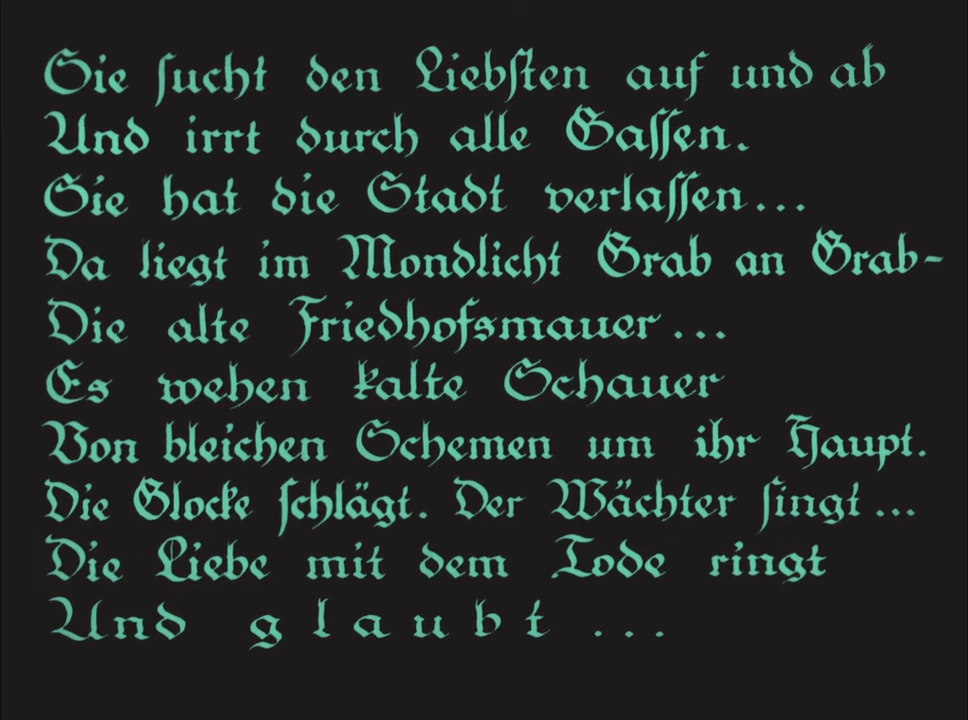 Sie ſucht den Liebſten auf und ab
Und irrt durch alle Gaſſen.
Sie hat die Stadt verlaſſen...
Da liegt im Mondlicht Grab an Grab-
Die alte Friedhofsmauer...
Es wehen kalte Schauer
Von bleichen Schemen um ihr Haupt.
Die Glocke ſchlägt. Der Wächter ſingt...
Die Liebe mit dem Tode ringt
Und glaubt...